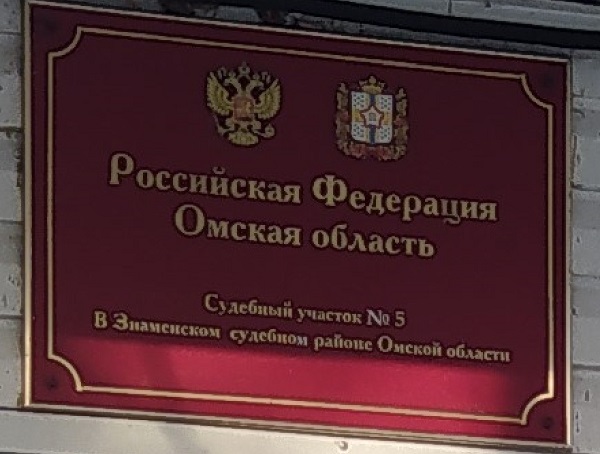 Российская Федерация
Омская область
Судебный участок № 5
В Знаменском судебном районе Омской области